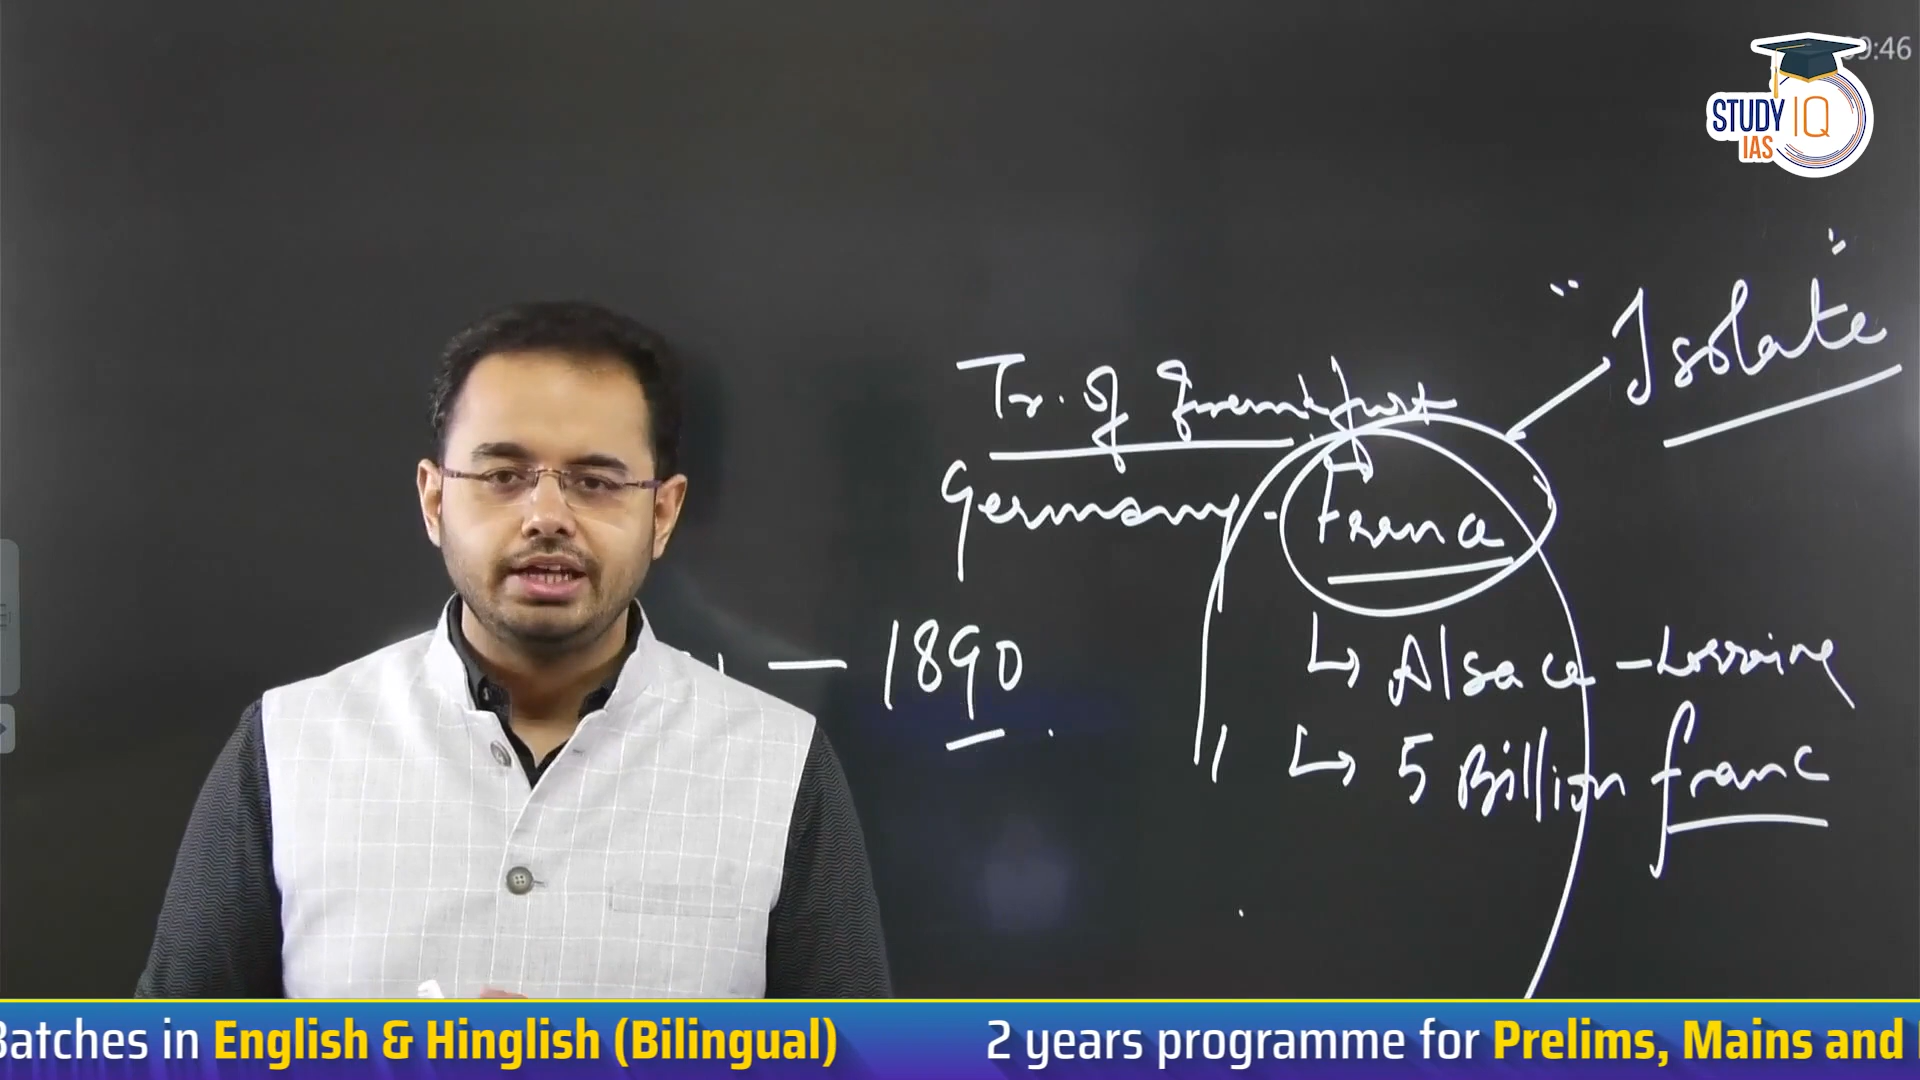 9:46
STUDY IQ
IAS
"Isolate"
Tr. of Frankfurt
Germany - France
— 1890
↳ Alsace - Lorraine
↳ 5 Billion franc
Batches in English & Hinglish (Bilingual) 2 years programme for Prelims, Mains and